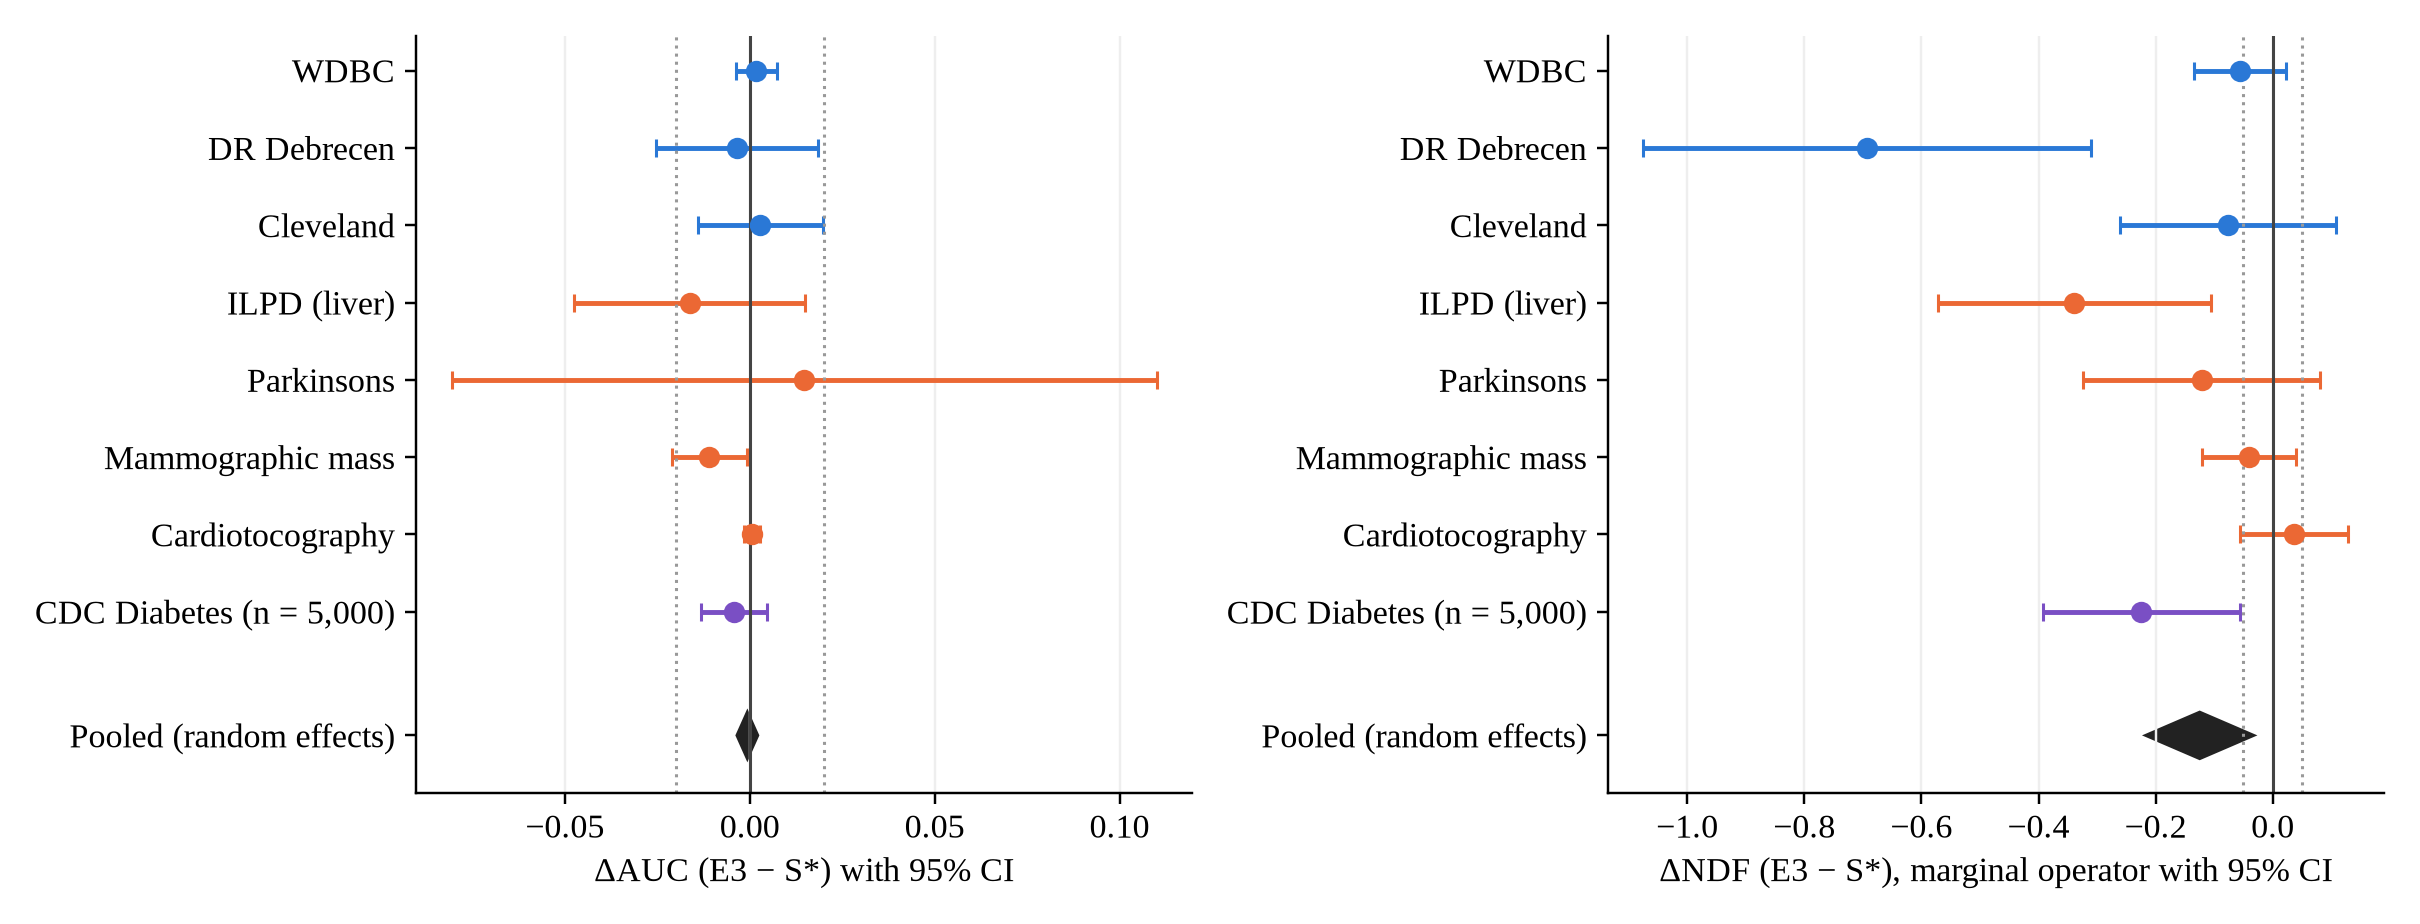 WDBC
DR Debrecen
Cleveland
ILPD (liver)
Parkinsons
Mammographic mass
Cardiotocography
CDC Diabetes (n = 5,000)
Pooled (random effects)
−0.05 0.00 0.05 0.10
ΔAUC (E3 − S*) with 95% CI
WDBC
DR Debrecen
Cleveland
ILPD (liver)
Parkinsons
Mammographic mass
Cardiotocography
CDC Diabetes (n = 5,000)
Pooled (random effects)
−1.0 −0.8 −0.6 −0.4 −0.2 0.0
ΔNDF (E3 − S*), marginal operator with 95% CI